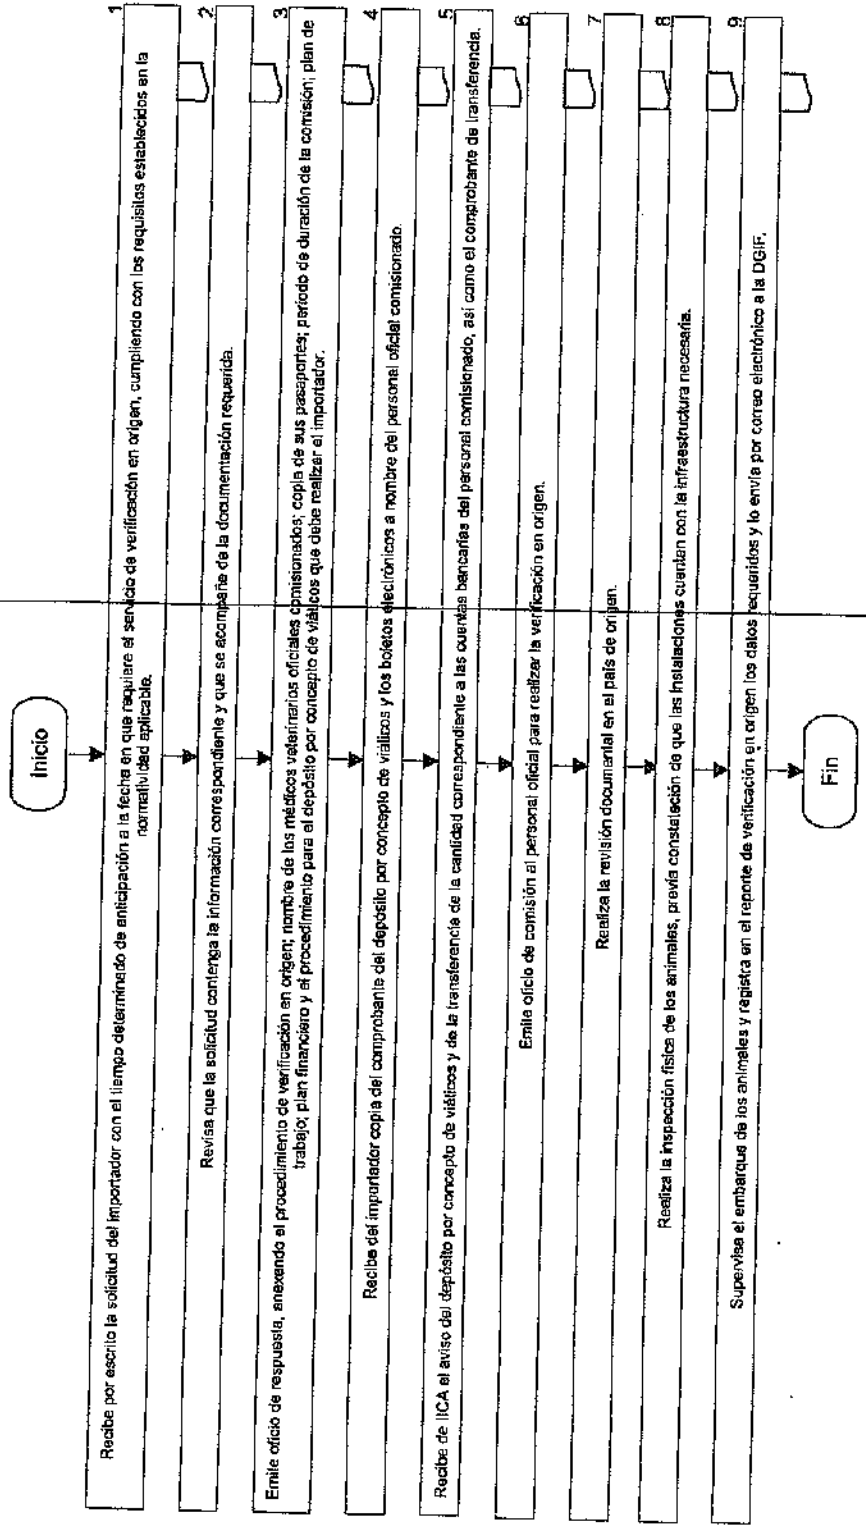 Inicio
1
Recibe por escrito la solicitud del importador con el tiempo determinado de anticipación a la fecha en que requiere el servicio de verificación en origen, cumpliendo con los requisitos establecidos en la
normatividad aplicable.
2
Revisa que la solicitud contenga la información correspondiente y que se acompañe de la documentación requerida.
3
Emite oficio de respuesta, anexando el procedimiento de verificación en origen; nombre de los médicos veterinarios oficiales comisionados; copia de sus pasaportes; período de duración de la comisión; plan de
trabajo; plan financiero y el procedimiento para el depósito por concepto de viáticos que debe realizar el importador.
4
Recibe del importador copia del comprobante del depósito por concepto de viáticos y los boletos electrónicos a nombre del personal oficial comisionado.
5
Recibe de IICA el aviso del depósito por concepto de viáticos y de la transferencia de la cantidad correspondiente a las cuentas bancarias del personal comisionado, así como el comprobante de transferencia.
6
Emite oficio de comisión al personal oficial para realizar la verificación en origen.
7
Realiza la revisión documental en el país de origen.
8
Realiza la inspección física de los animales, previa constatación de que las instalaciones cuentan con la infraestructura necesaria.
9
Supervisa el embarque de los animales y registra en el reporte de verificación en origen los datos requeridos y lo envía por correo electrónico a la DGIF.
Fin